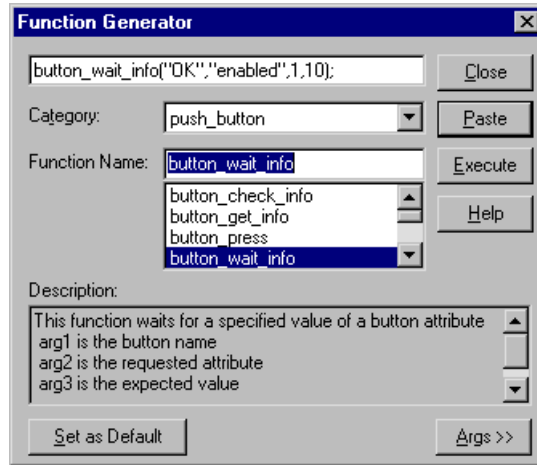 Function Generator
button_wait_info("OK","enabled",1,10);
Close
Category:
push_button
Paste
Function Name:
button_wait_info
Execute
button_check_info
button_get_info
button_press
button_wait_info
Help
Description:
This function waits for a specified value of a button attribute
arg1 is the button name
arg2 is the requested attribute
arg3 is the expected value
Set as Default
Args >>